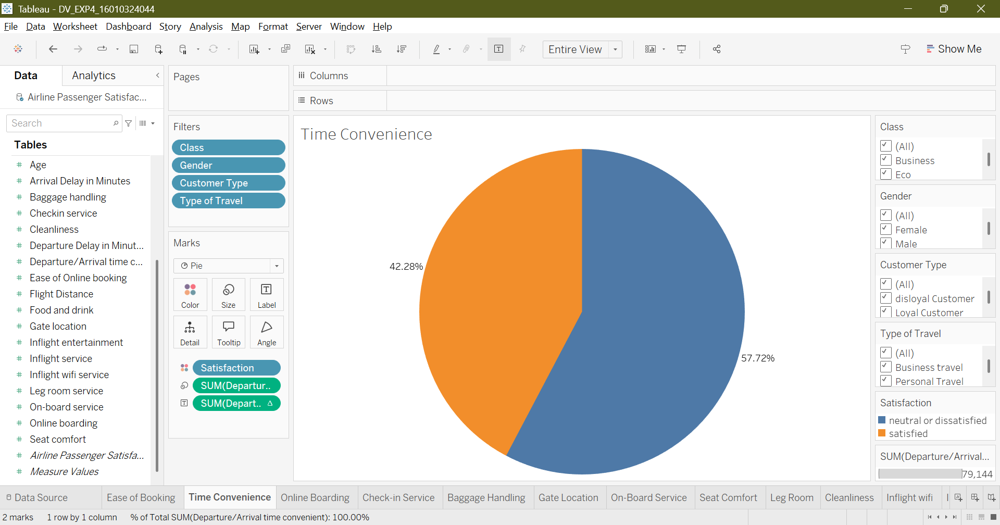 Tableau - DV_EXP4_16010324044
File Data Worksheet Dashboard Story Analysis Map Format Server Window Help
Entire View
Show Me
Data
Analytics
Airline Passenger Satisfac...
Search
Tables
Age
Arrival Delay in Minutes
Baggage handling
Checkin service
Cleanliness
Departure Delay in Minut...
Departure/Arrival time c...
Ease of Online booking
Flight Distance
Food and drink
Gate location
Inflight entertainment
Inflight service
Inflight wifi service
Leg room service
On-board service
Online boarding
Seat comfort
Airline Passenger Satisfa...
Measure Values
Pages
Filters
Class
Gender
Customer Type
Type of Travel
Marks
Pie
Color Size Label
Detail Tooltip Angle
Satisfaction
SUM(Departur..
SUM(Depart..
Columns
Rows
Time Convenience
42.28%
57.72%
Class
(All)
Business
Eco
Gender
(All)
Female
Male
Customer Type
(All)
disloyal Customer
Loyal Customer
Type of Travel
(All)
Business travel
Personal Travel
Satisfaction
neutral or dissatisfied
satisfied
SUM(Departure/Arrival...
79,144
Data Source Ease of Booking Time Convenience Online Boarding Check-in Service Baggage Handling Gate Location On-Board Service Seat Comfort Leg Room Cleanliness Inflight wifi
2 marks 1 row by 1 column % of Total SUM(Departure/Arrival time convenient): 100.00%